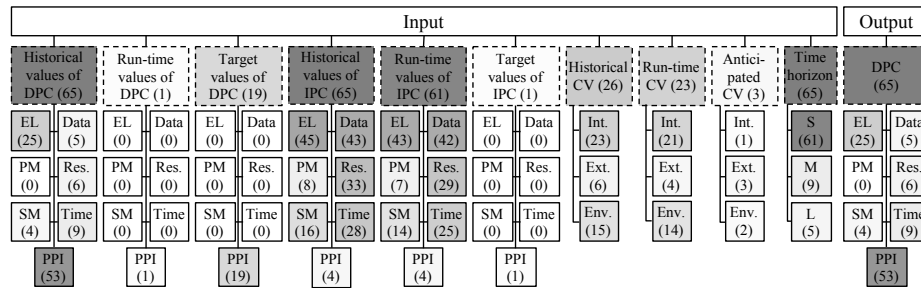 Input Output
Historical values of DPC (65)
Run-time values of DPC (1)
Target values of DPC (19)
Historical values of IPC (65)
Run-time values of IPC (61)
Target values of IPC (1)
Historical CV (26)
Run-time CV (23)
Antici-pated CV (3)
Time horizon (65)
DPC (65)
EL (25) Data (5) EL (0) Data (0) EL (0) Data (0) EL (45) Data (43) EL (43) Data (42) EL (0) Data (0) Int. (23) Int. (21) Int. (1) S (61) EL (25) Data (5)
PM (0) Res. (6) PM (0) Res. (0) PM (0) Res. (0) PM (8) Res. (33) PM (7) Res. (29) PM (0) Res. (0) Ext. (6) Ext. (4) Ext. (3) M (9) PM (0) Res. (6)
SM (4) Time (9) SM (0) Time (0) SM (0) Time (0) SM (16) Time (28) SM (14) Time (25) SM (0) Time (0) Env. (15) Env. (14) Env. (2) L (5) SM (4) Time (9)
PPI (53) PPI (1) PPI (19) PPI (4) PPI (4) PPI (1) PPI (53)